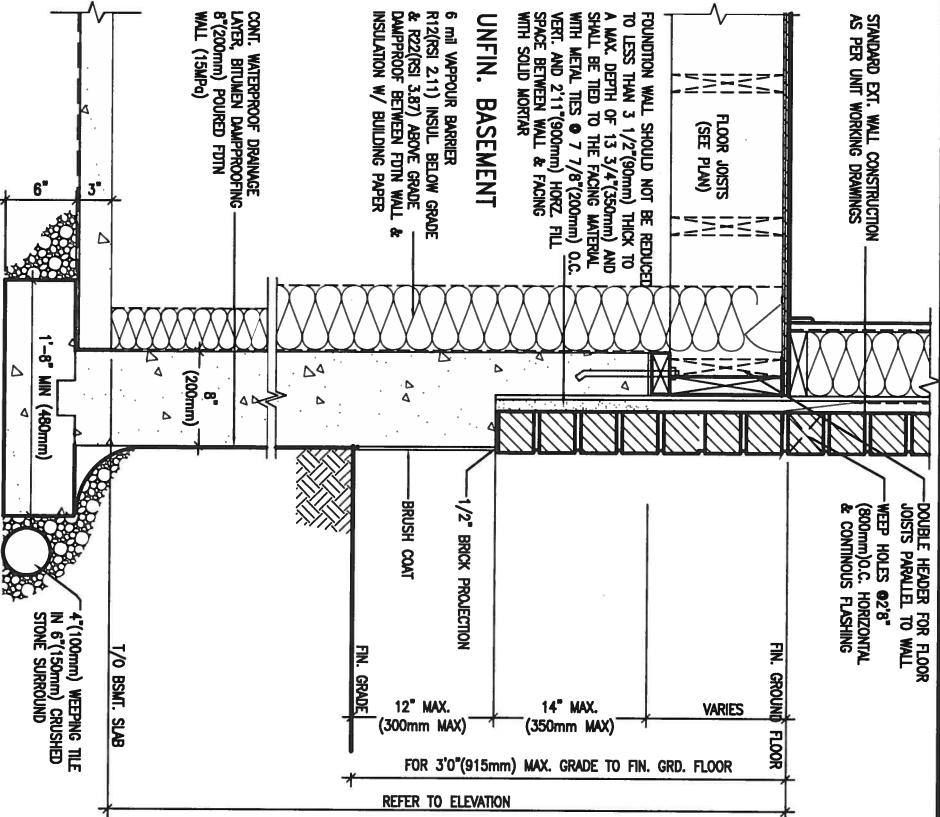 STANDARD EXT. WALL CONSTRUCTION
AS PER UNIT WORKING DRAWINGS
FLOOR JOISTS
(SEE PLAN)
FOUNDTION WALL SHOULD NOT BE REDUCED
TO LESS THAN 3 1/2"(90mm) THICK TO
A MAX. DEPTH OF 13 3/4"(350mm) AND
SHALL BE TIED TO THE FACING MATERIAL
WITH METAL TIES @ 7 7/8"(200mm) O.C.
VERT. AND 2'11"(900mm) HORZ. FILL
SPACE BETWEEN WALL & FACING
WITH SOLID MORTAR
UNFIN. BASEMENT
6 mil VAPPOUR BARRIER
R12(RSI 2.11) INSUL BELOW GRADE
& R22(RSI 3.87) ABOVE GRADE
DAMPPROOF BETWEEN FDTN WALL &
INSULATION W/ BUILDING PAPER
CONT. WATERPROOF DRAINAGE
LAYER, BITUMEN DAMPPROOFING
8"(200mm) POURED FDTN
WALL (15MPa)
3"
6"
8"
(200mm)
1'-8" MIN (480mm)
DOUBLE HEADER FOR FLOOR
JOISTS PARALLEL TO WALL
WEEP HOLES @2'8"
(800mm)O.C. HORIZONTAL
& CONTINOUS FLASHING
1/2" BRICK PROJECTION
BRUSH COAT
4"(100mm) WEEPING TILE
IN 6"(150mm) CRUSHED
STONE SURROUND
FIN. GROUND FLOOR
FIN. GRADE
T/O BSMT. SLAB
VARIES
14" MAX.
(350mm MAX)
12" MAX.
(300mm MAX)
FOR 3'0"(915mm) MAX. GRADE TO FIN. GRD. FLOOR
REFER TO ELEVATION